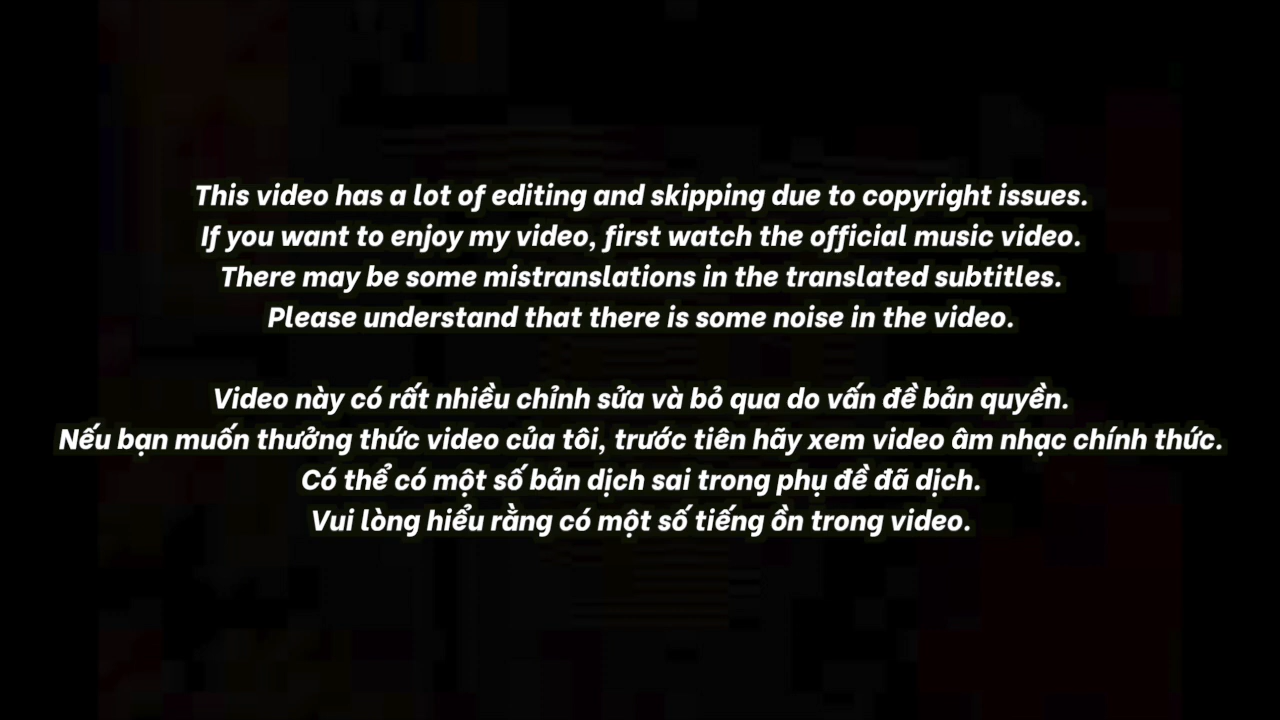 This video has a lot of editing and skipping due to copyright issues.
If you want to enjoy my video, first watch the official music video.
There may be some mistranslations in the translated subtitles.
Please understand that there is some noise in the video.
Video này có rất nhiều chỉnh sửa và bỏ qua do vấn đề bản quyền.
Nếu bạn muốn thưởng thức video của tôi, trước tiên hãy xem video âm nhạc chính thức.
Có thể có một số bản dịch sai trong phụ đề đã dịch.
Vui lòng hiểu rằng có một số tiếng ồn trong video.